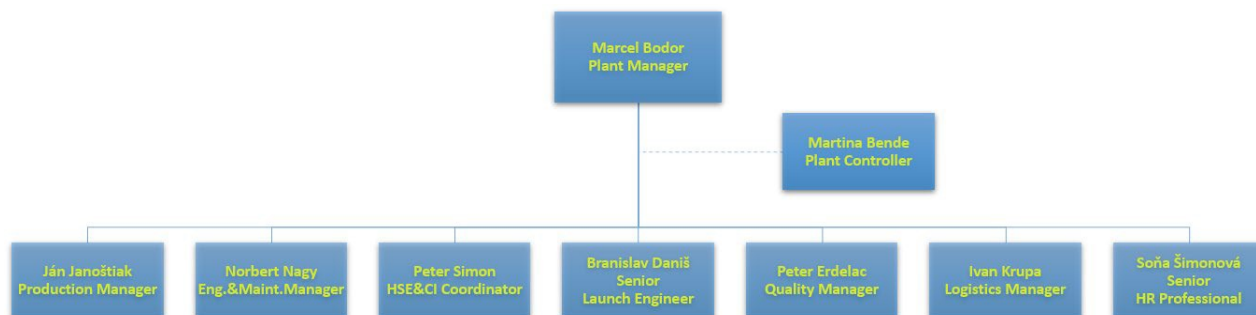 Marcel Bodor
Plant Manager
Martina Bende
Plant Controller
Ján Janoštiak
Production Manager
Norbert Nagy
Eng.&Maint.Manager
Peter Simon
HSE&CI Coordinator
Branislav Daniš
Senior
Launch Engineer
Peter Erdelac
Quality Manager
Ivan Krupa
Logistics Manager
Soňa Šimonová
Senior
HR Professional